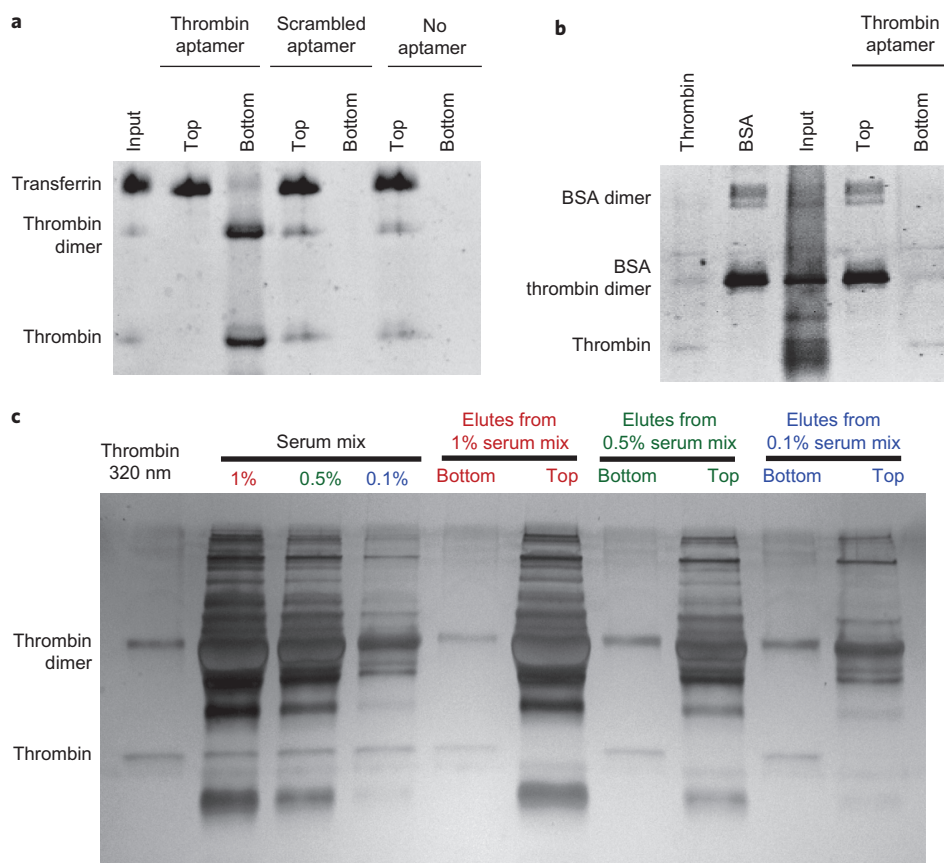 a
Thrombin
aptamer
Scrambled
aptamer
No
aptamer
Input
Top
Bottom
Top
Bottom
Top
Bottom
Transferrin
Thrombin
dimer
Thrombin
b
Thrombin
aptamer
Thrombin
BSA
Input
Top
Bottom
BSA dimer
BSA
thrombin dimer
Thrombin
c
Thrombin
320 nm
Serum mix
1%
0.5%
0.1%
Elutes from
1% serum mix
Bottom
Top
Elutes from
0.5% serum mix
Bottom
Top
Elutes from
0.1% serum mix
Bottom
Top
Thrombin
dimer
Thrombin